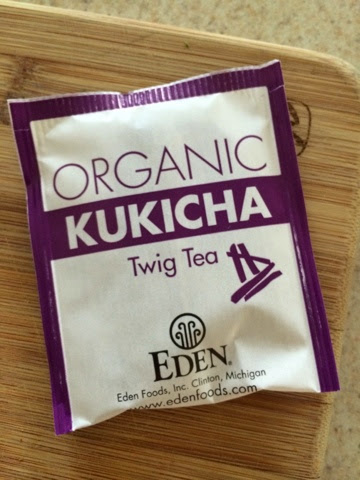 ORGANIC
KUKICHA
Twig Tea
EDEN®
Eden Foods, Inc. Clinton, Michigan
www.edenfoods.com